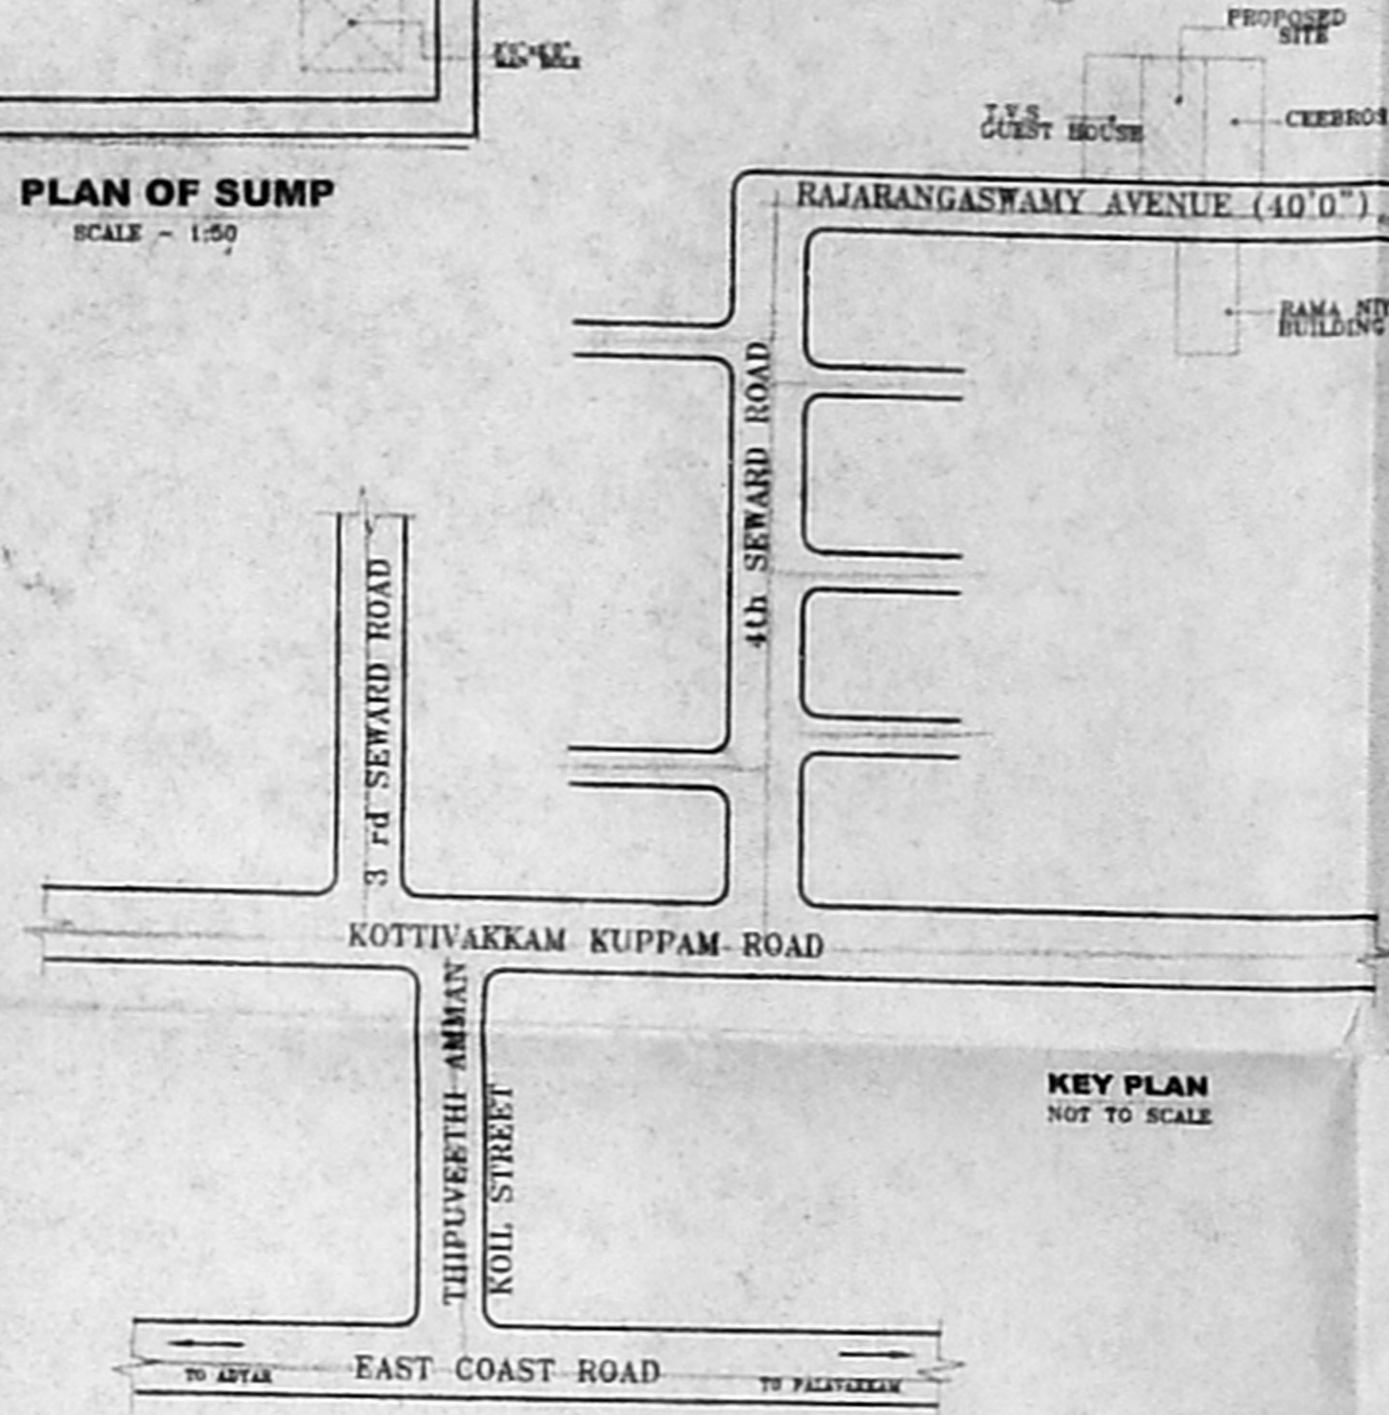 MAN HOLE
PLAN OF SUMP
SCALE - 1:50
PROPOSED
SITE
T.V.S
GUEST HOUSE
CEEBROS
RAJARANGASWAMY AVENUE (40'0")
RAMA
BUILDING
4th SEWARD ROAD
3 rd SEWARD ROAD
KOTTIVAKKAM KUPPAM ROAD
THIPUVEETHI AMMAN
KOIL STREET
KEY PLAN
NOT TO SCALE
EAST COAST ROAD
TO ADYAR
TO PALAVAKKAM